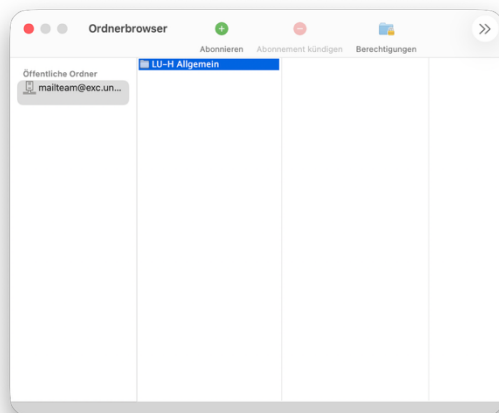 Ordnerbrowser
Abonnieren
Abonnement kündigen
Berechtigungen
Öffentliche Ordner
mailteam@exc.un...
LU-H Allgemein